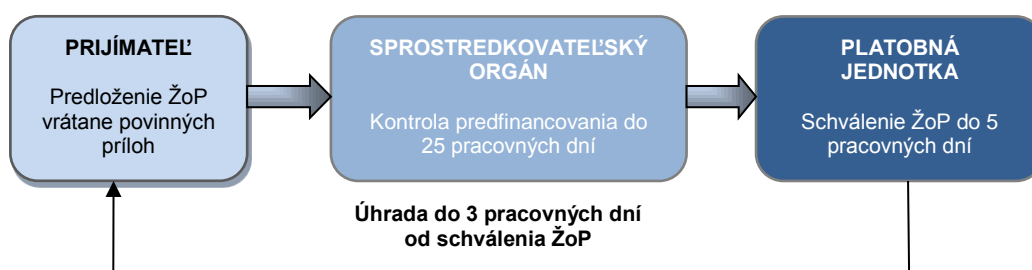 PRIJÍMATEĽ
Predloženie ŽoP
vrátane povinných
príloh
SPROSTREDKOVATEĽSKÝ
ORGÁN
Kontrola predfinancovania do
25 pracovných dní
PLATOBNÁ
JEDNOTKA
Schválenie ŽoP do 5
pracovných dní
Úhrada do 3 pracovných dní
od schválenia ŽoP